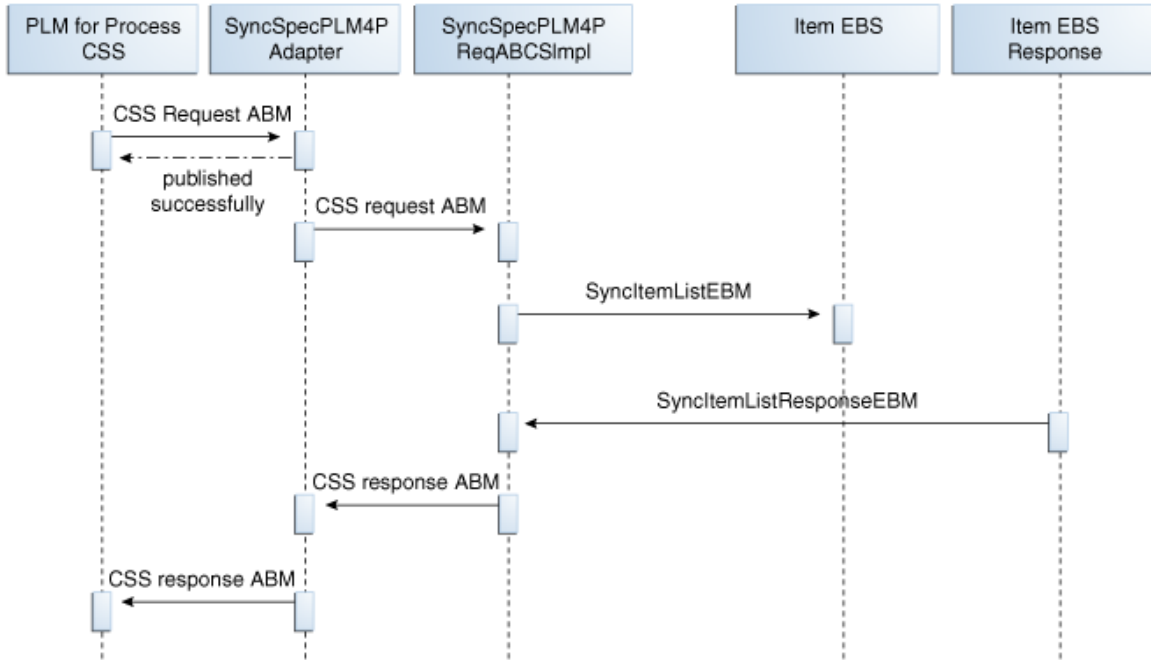 PLM for Process
CSS
SyncSpecPLM4P
Adapter
SyncSpecPLM4P
ReqABCSImpl
Item EBS
Item EBS
Response
CSS Request ABM
published
successfully
CSS request ABM
SyncItemListEBM
SyncItemListResponseEBM
CSS response ABM
CSS response ABM